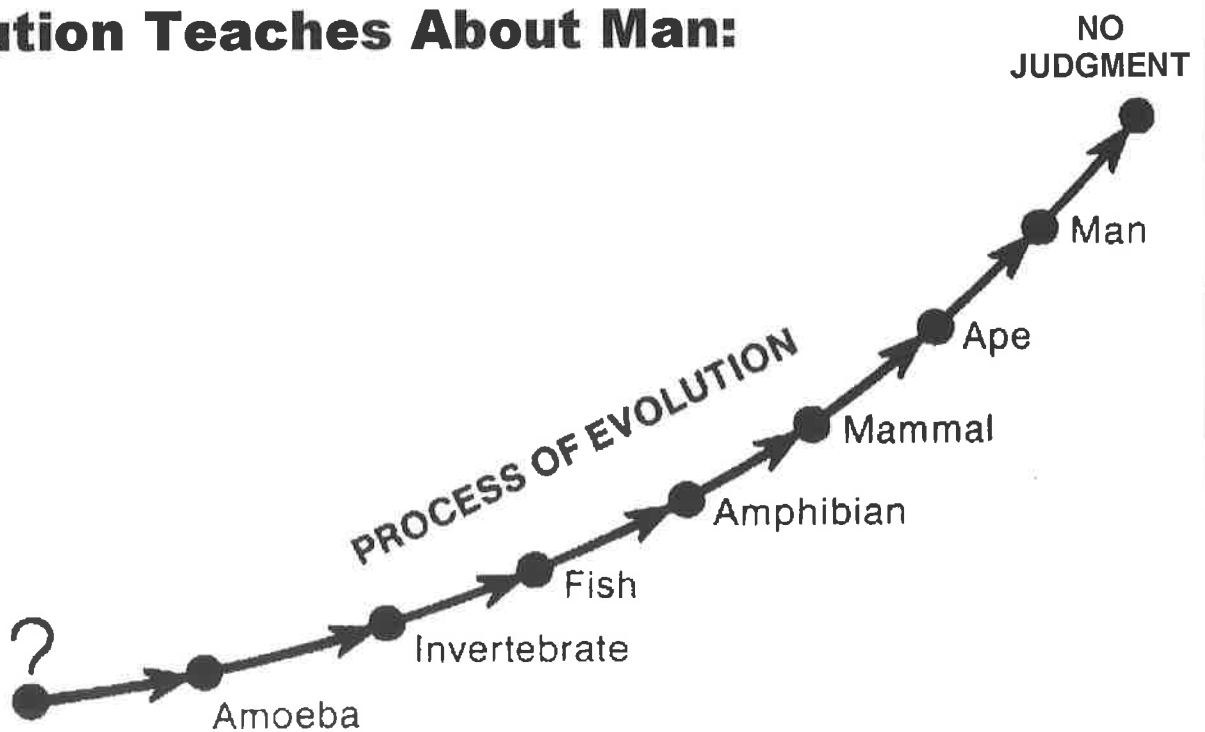 ution Teaches About Man:
NO
JUDGMENT
Man
Ape
PROCESS OF EVOLUTION
Mammal
Amphibian
Fish
Invertebrate
?
Amoeba